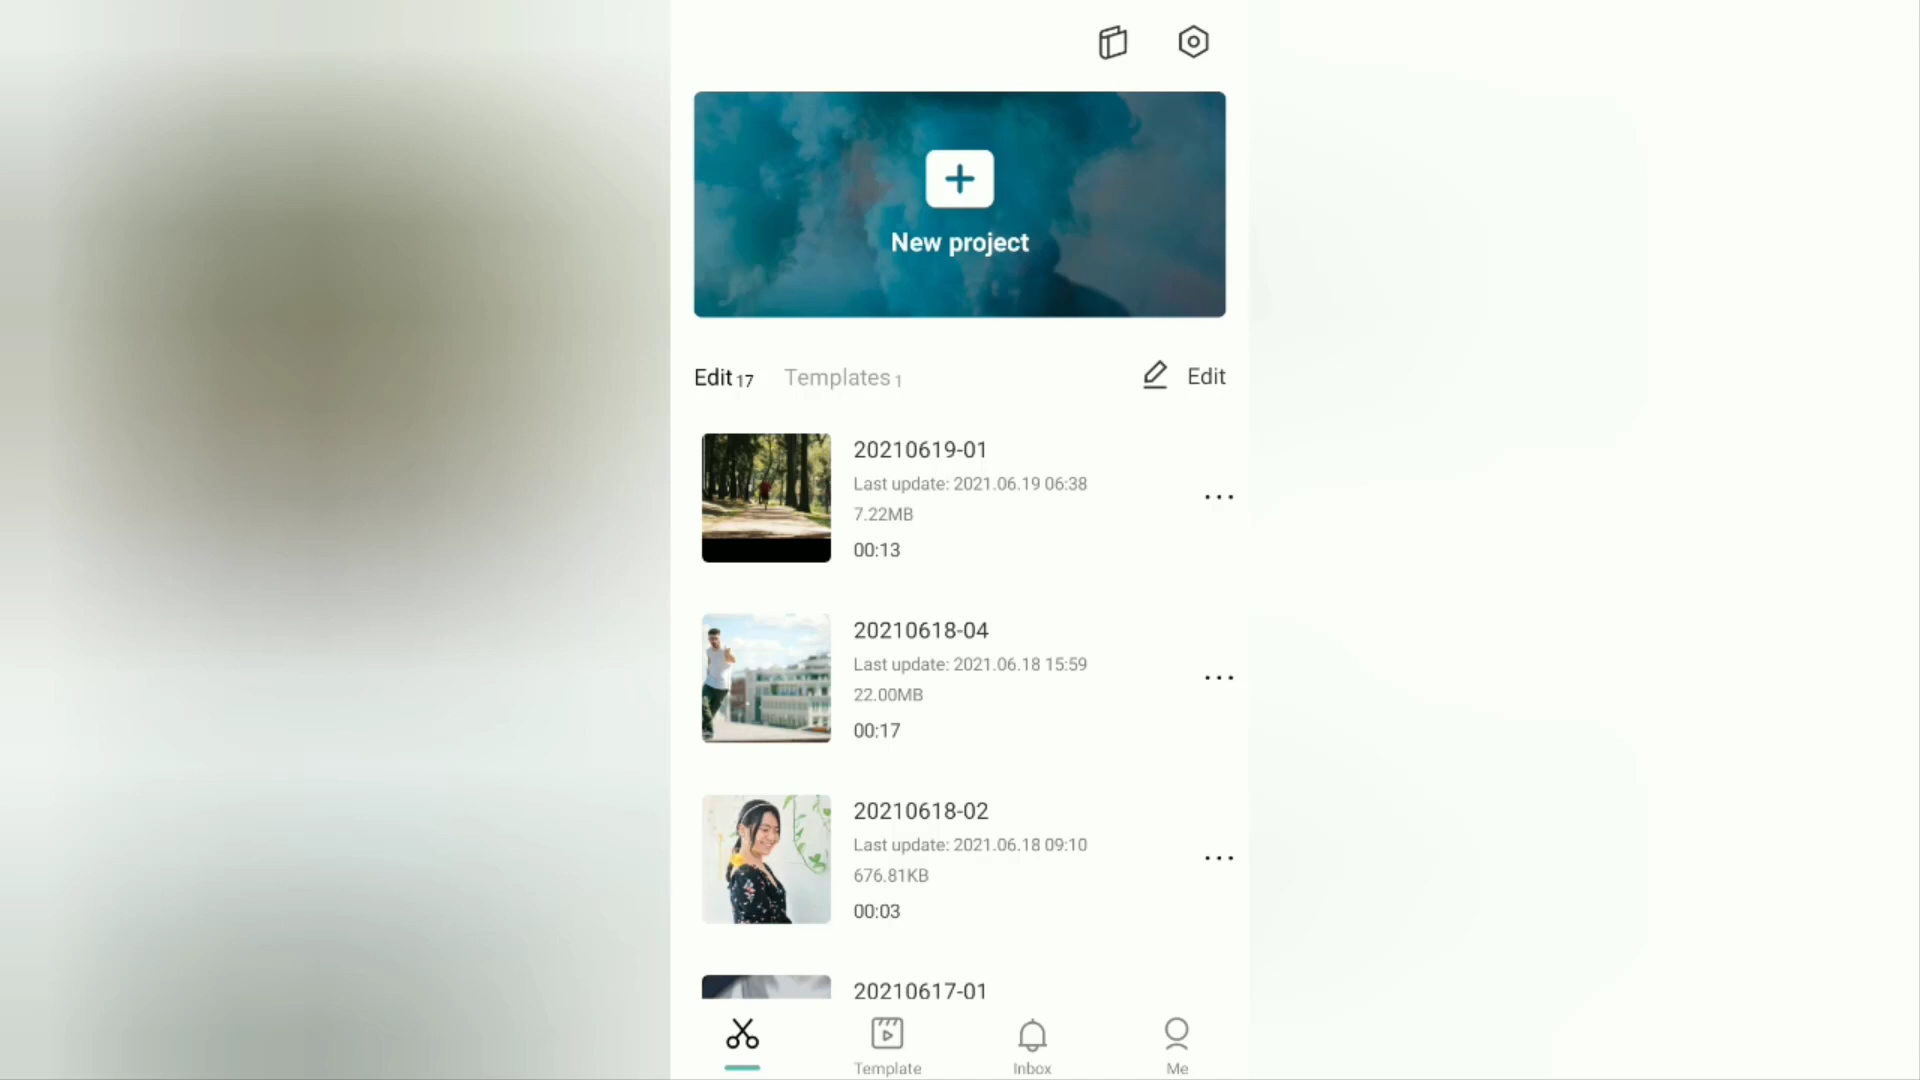 New project
Edit 17 Templates 1 Edit
20210619-01
Last update: 2021.06.19 06:38
7.22MB
00:13
20210618-04
Last update: 2021.06.18 15:59
22.00MB
00:17
20210618-02
Last update: 2021.06.18 09:10
676.81KB
00:03
20210617-01
Template Inbox Me